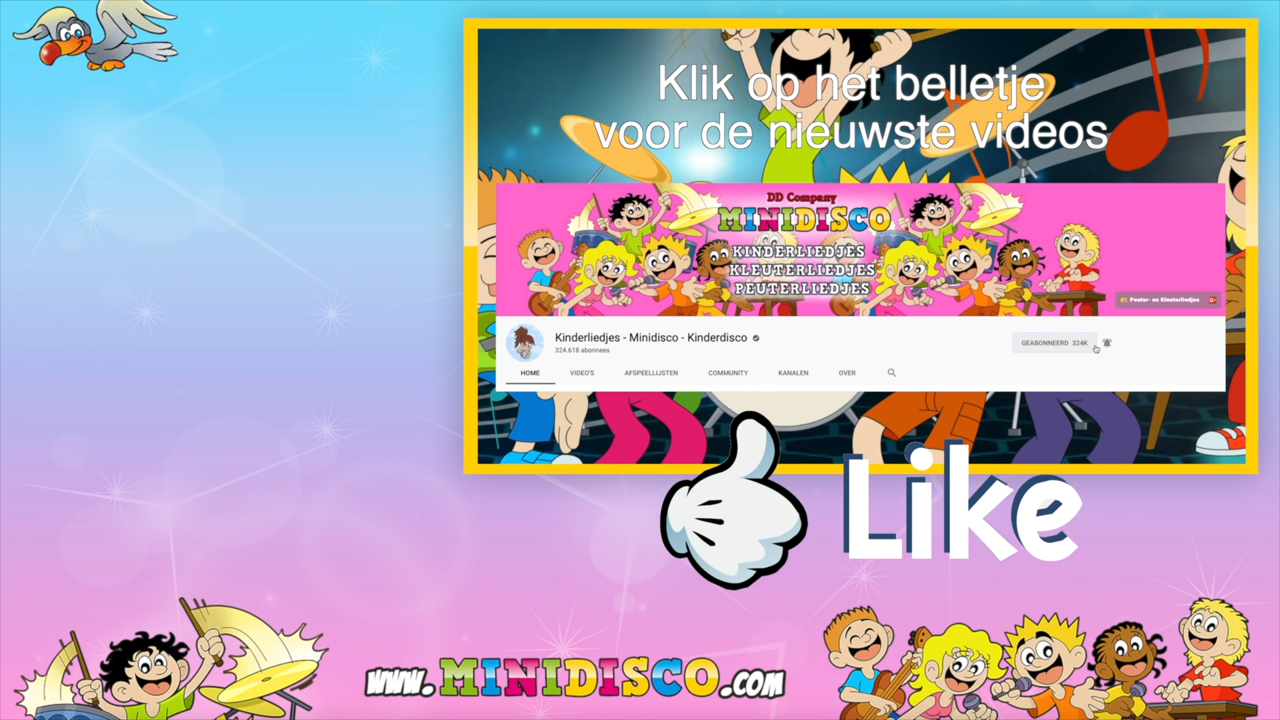 Klik op het belletje
voor de nieuwste videos
DD Company
MINIDISCO
KINDERLIEDJES
KLEUTERLIEDJES
PEUTERLIEDJES
Peuter- en Kleuterliedjes
Kinderliedjes - Minidisco - Kinderdisco
324.618 abonnees
GEABONNEERD 324K
HOME VIDEO'S AFSPEELLIJSTEN COMMUNITY KANALEN OVER
Like
www.MINIDISCO.com